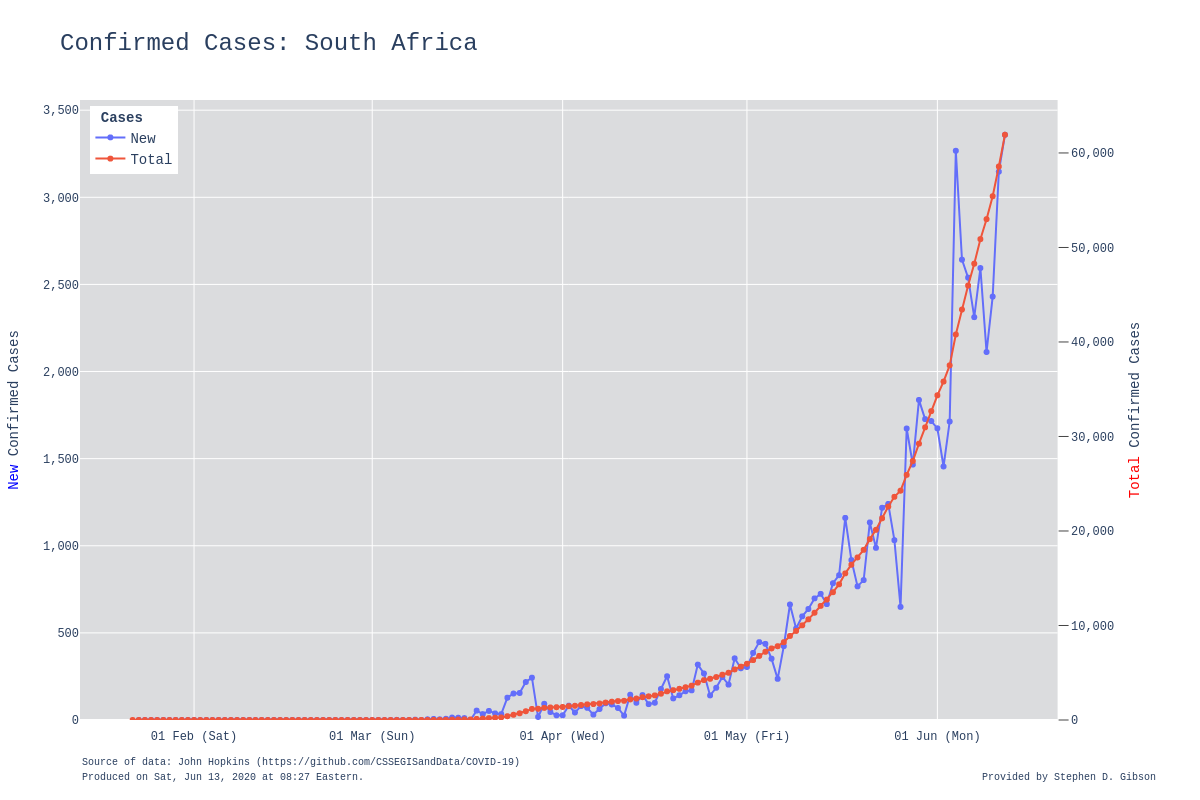 Confirmed Cases: South Africa
Cases
New
Total
3,500
3,000
2,500
2,000
1,500
1,000
500
0
New Confirmed Cases
60,000
50,000
40,000
30,000
20,000
10,000
0
Total Confirmed Cases
01 Feb (Sat)
01 Mar (Sun)
01 Apr (Wed)
01 May (Fri)
01 Jun (Mon)
Source of data: John Hopkins (https://github.com/CSSEGISandData/COVID-19)
Produced on Sat, Jun 13, 2020 at 08:27 Eastern.
Provided by Stephen D. Gibson